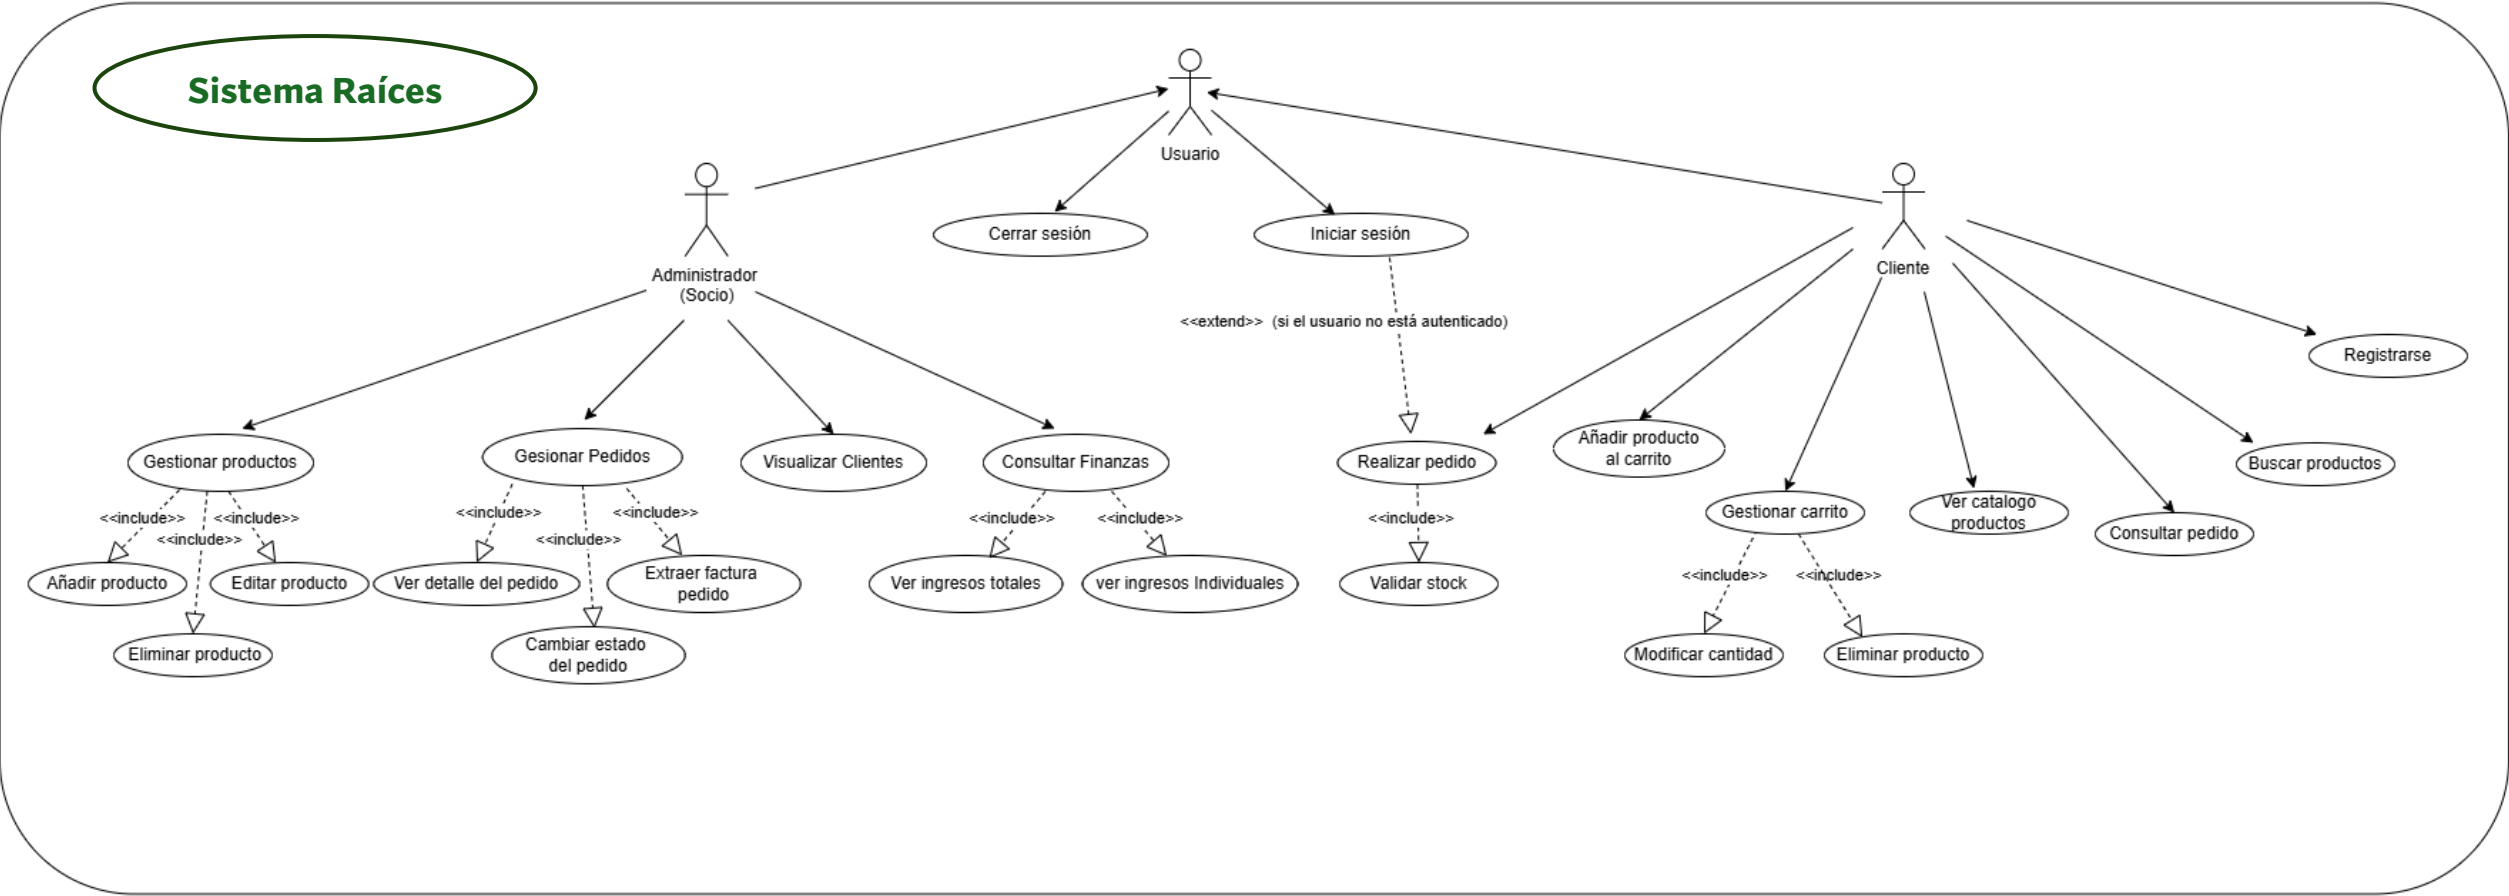 Sistema Raíces
Usuario
Cerrar sesión
Iniciar sesión
Administrador
(Socio)
Cliente
<<extend>> (si el usuario no está autenticado)
Registrarse
Gestionar productos
Gesionar Pedidos
Visualizar Clientes
Consultar Finanzas
Realizar pedido
Añadir producto
al carrito
Buscar productos
Gestionar carrito
Ver catalogo
productos
Consultar pedido
<<include>>
<<include>>
<<include>>
<<include>>
<<include>>
<<include>>
<<include>>
<<include>>
<<include>>
Añadir producto
Editar producto
Eliminar producto
Ver detalle del pedido
Extraer factura
pedido
Cambiar estado
del pedido
Ver ingresos totales
ver ingresos Individuales
Validar stock
<<include>>
<<include>>
Modificar cantidad
Eliminar producto